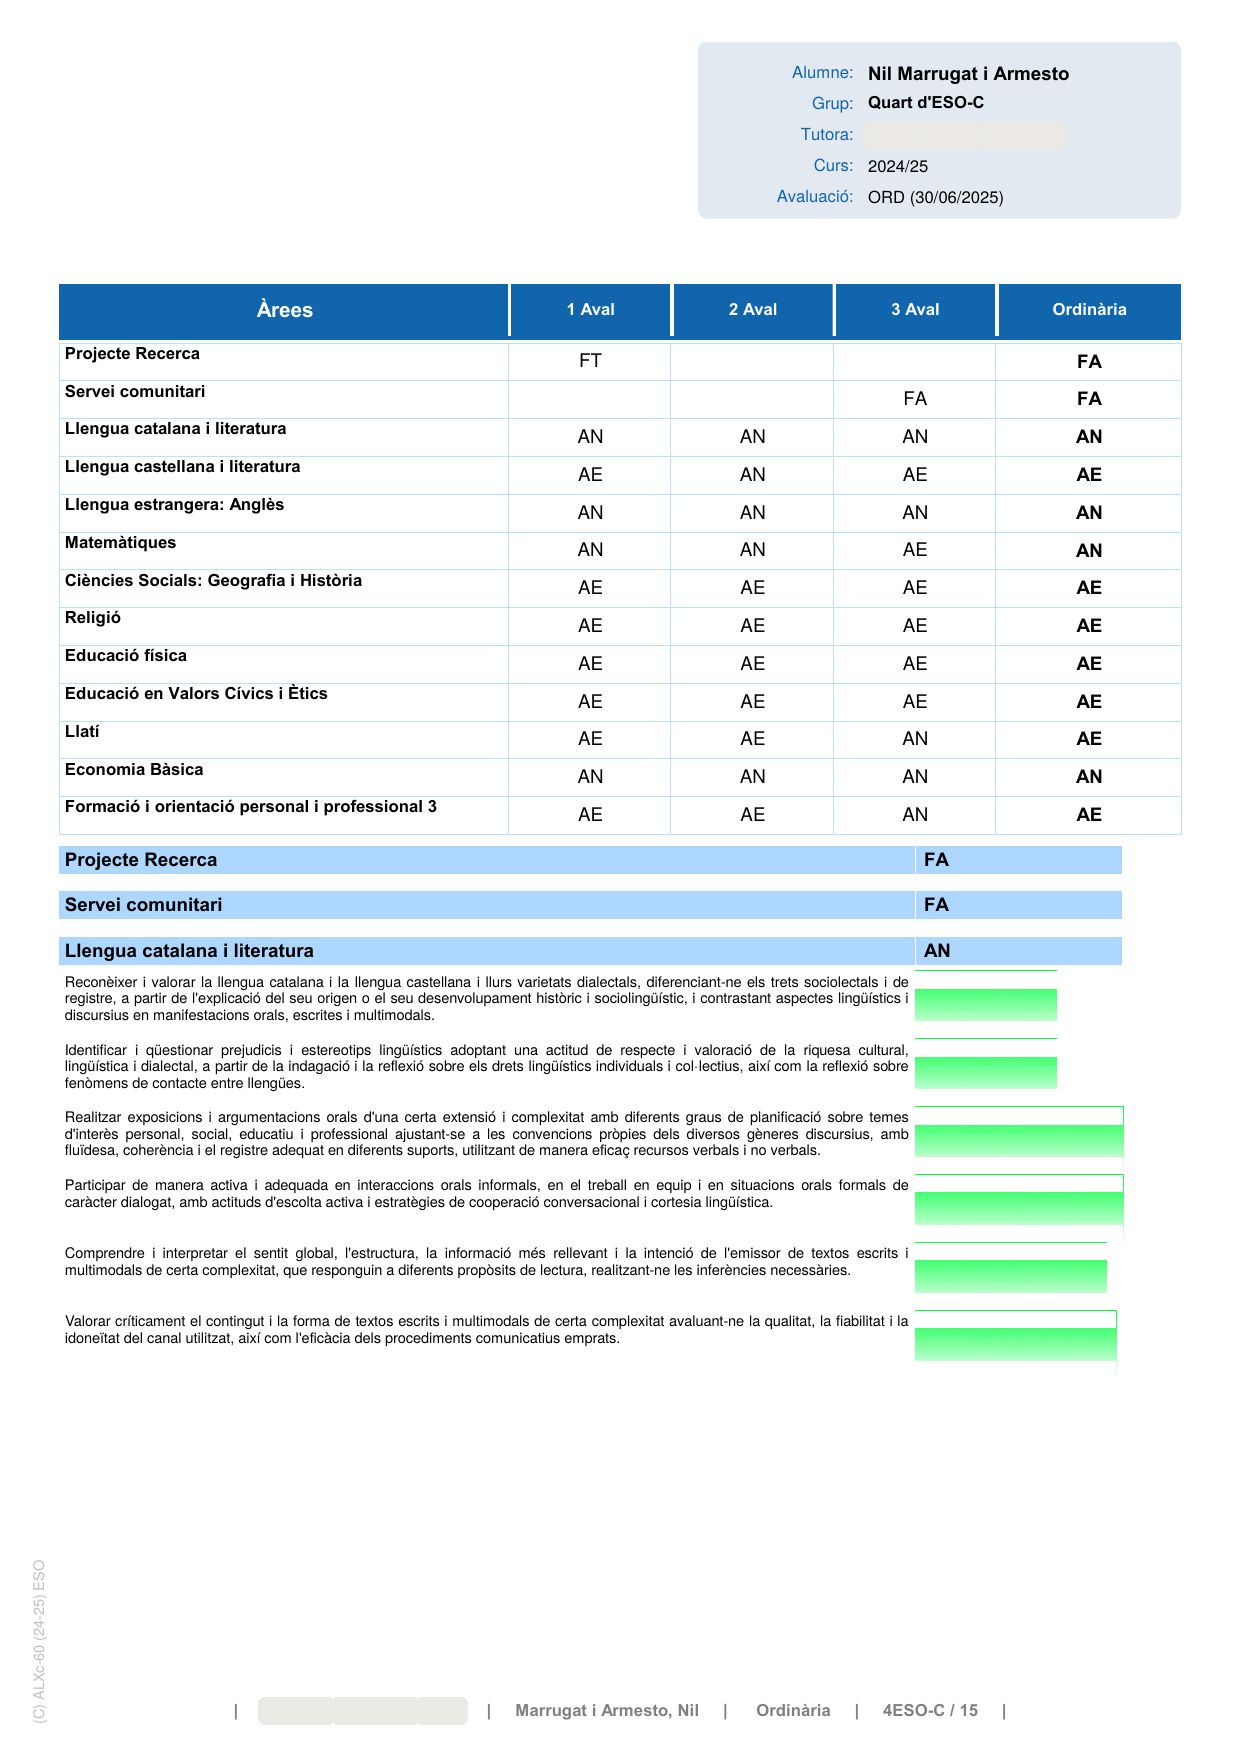 Alumne: Nil Marrugat i Armesto
Grup: Quart d'ESO-C
Tutora:
Curs: 2024/25
Avaluació: ORD (30/06/2025)
Àrees 1 Aval 2 Aval 3 Aval Ordinària
Projecte Recerca FT FA
Servei comunitari FA FA
Llengua catalana i literatura AN AN AN AN
Llengua castellana i literatura AE AN AE AE
Llengua estrangera: Anglès AN AN AN AN
Matemàtiques AN AN AE AN
Ciències Socials: Geografia i Història AE AE AE AE
Religió AE AE AE AE
Educació física AE AE AE AE
Educació en Valors Cívics i Ètics AE AE AE AE
Llatí AE AE AN AE
Economia Bàsica AN AN AN AN
Formació i orientació personal i professional 3 AE AE AN AE
Projecte Recerca FA
Servei comunitari FA
Llengua catalana i literatura AN
Reconèixer i valorar la llengua catalana i la llengua castellana i llurs varietats dialectals, diferenciant-ne els trets sociolectals i de
registre, a partir de l'explicació del seu origen o el seu desenvolupament històric i sociolingüístic, i contrastant aspectes lingüístics i
discursius en manifestacions orals, escrites i multimodals.
Identificar i qüestionar prejudicis i estereotips lingüístics adoptant una actitud de respecte i valoració de la riquesa cultural,
lingüística i dialectal, a partir de la indagació i la reflexió sobre els drets lingüístics individuals i col·lectius, així com la reflexió sobre
fenòmens de contacte entre llengües.
Realitzar exposicions i argumentacions orals d'una certa extensió i complexitat amb diferents graus de planificació sobre temes
d'interès personal, social, educatiu i professional ajustant-se a les convencions pròpies dels diversos gèneres discursius, amb
fluïdesa, coherència i el registre adequat en diferents suports, utilitzant de manera eficaç recursos verbals i no verbals.
Participar de manera activa i adequada en interaccions orals informals, en el treball en equip i en situacions orals formals de
caràcter dialogat, amb actituds d'escolta activa i estratègies de cooperació conversacional i cortesia lingüística.
Comprendre i interpretar el sentit global, l'estructura, la informació més rellevant i la intenció de l'emissor de textos escrits i
multimodals de certa complexitat, que responguin a diferents propòsits de lectura, realitzant-ne les inferències necessàries.
Valorar críticament el contingut i la forma de textos escrits i multimodals de certa complexitat avaluant-ne la qualitat, la fiabilitat i la
idoneïtat del canal utilitzat, així com l'eficàcia dels procediments comunicatius emprats.
(C) ALXc-60 (24-25) ESO
| | Marrugat i Armesto, Nil | Ordinària | 4ESO-C / 15 |